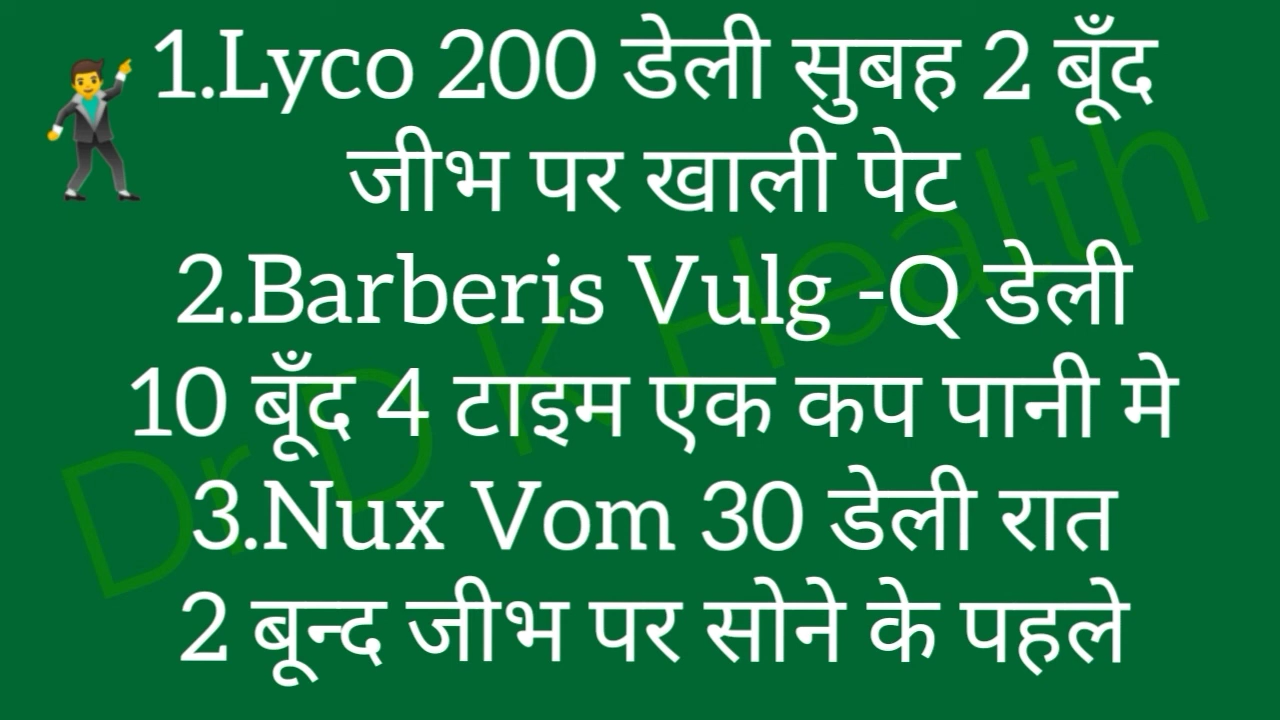 1.Lyco 200 डेली सुबह 2 बूँद
जीभ पर खाली पेट
2.Barberis Vulg -Q डेली
10 बूँद 4 टाइम एक कप पानी मे
3.Nux Vom 30 डेली रात
2 बून्द जीभ पर सोने के पहले
Dr D K Health